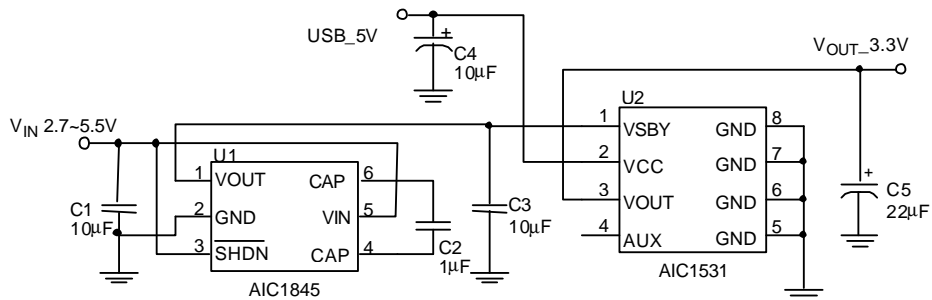 USB_5V
C4
10µF
VOUT_3.3V
VIN 2.7~5.5V
U1
1 VOUT CAP 6
2 GND VIN 5
3 SHDN CAP 4
AIC1845
C1
10µF
C2
1µF
C3
10µF
U2
1 VSBY GND 8
2 VCC GND 7
3 VOUT GND 6
4 AUX GND 5
AIC1531
+
+
C5
22µF